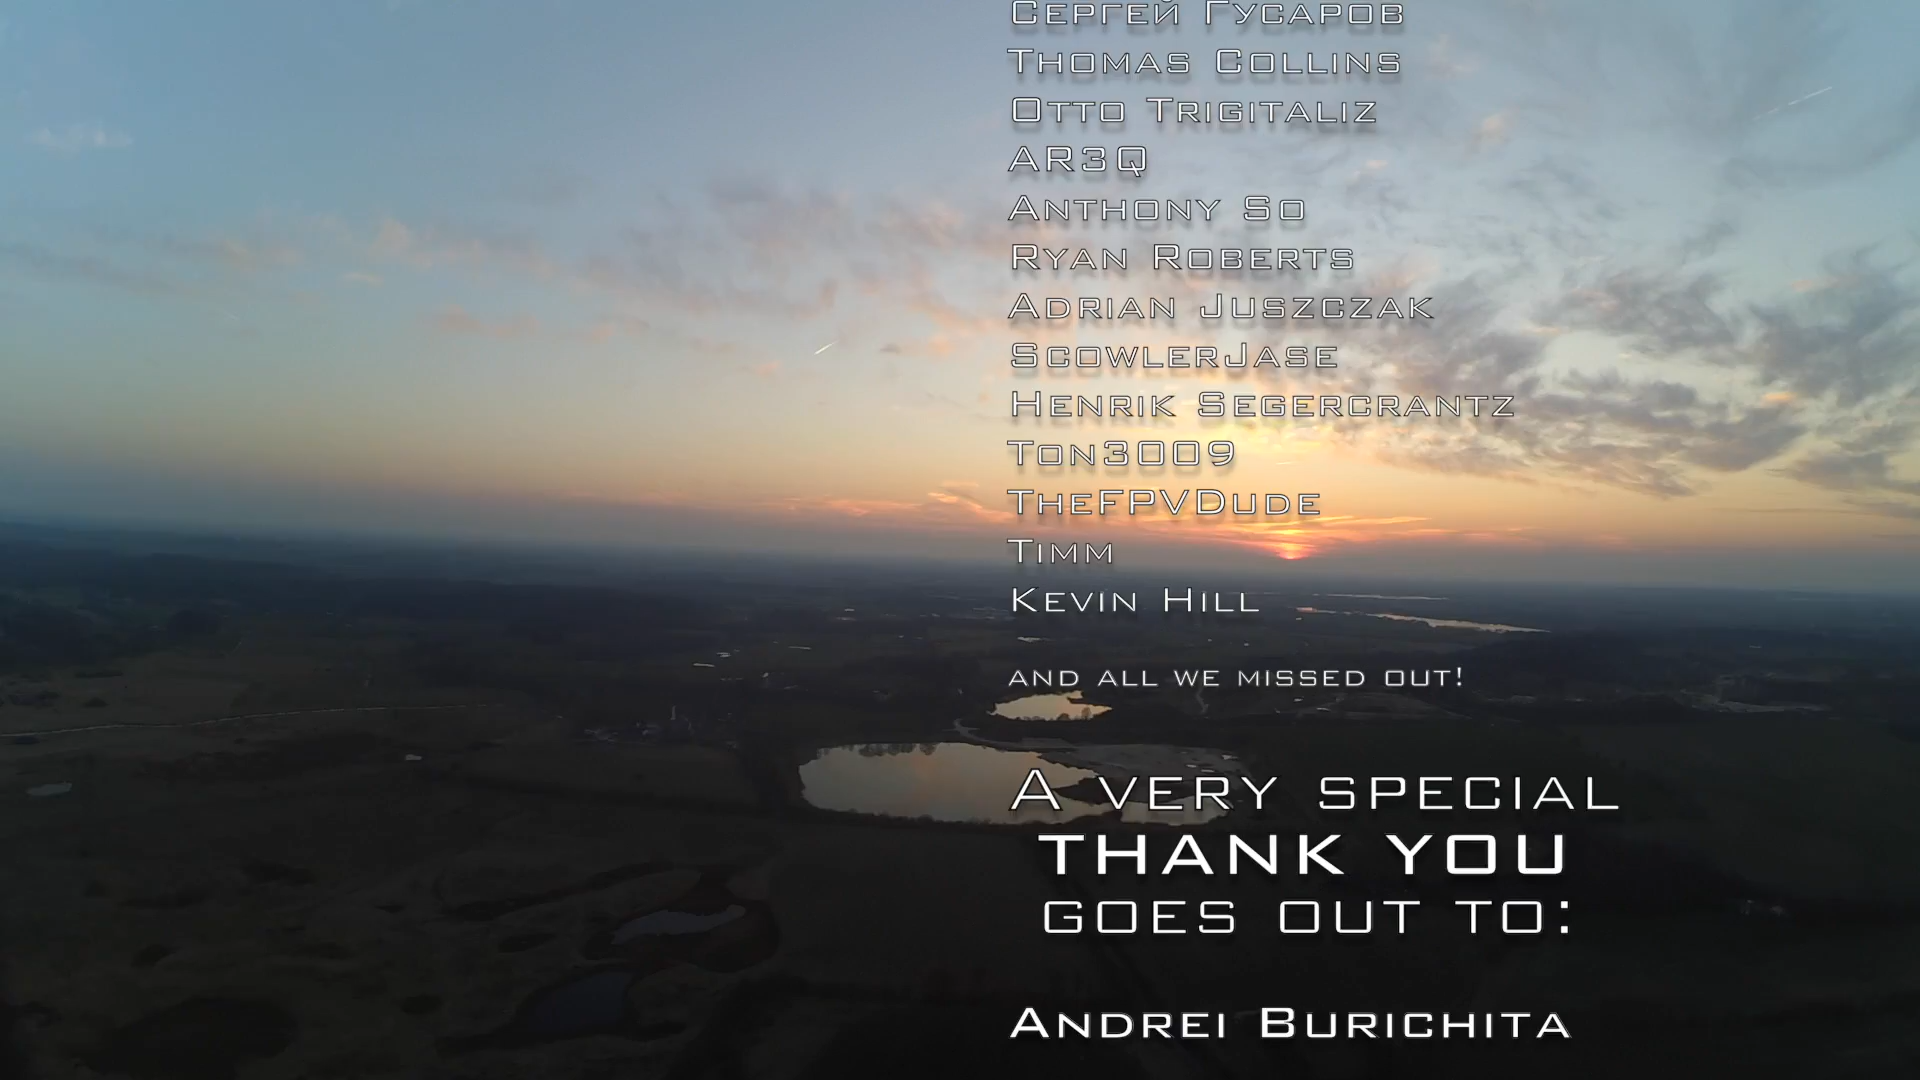 Сергей Гусаров
Thomas Collins
Otto Trigitaliz
AR3Q
Anthony So
Ryan Roberts
Adrian Juszczak
ScowlerJase
Henrik Segercrantz
Ton3009
TheFPVDude
Timm
Kevin Hill
and all we missed out!
A very special
THANK YOU
goes out to:
Andrei Burichita